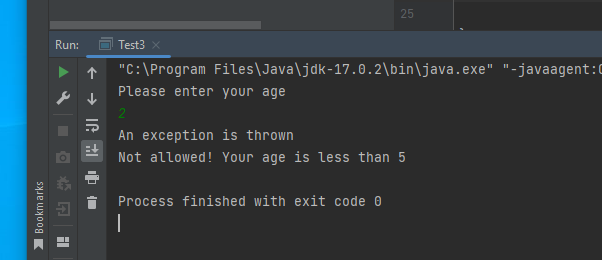 25
Run: Test3
"C:\Program Files\Java\jdk-17.0.2\bin\java.exe" "-javaagent:
Please enter your age
2
An exception is thrown
Not allowed! Your age is less than 5
Process finished with exit code 0
Bookmarks